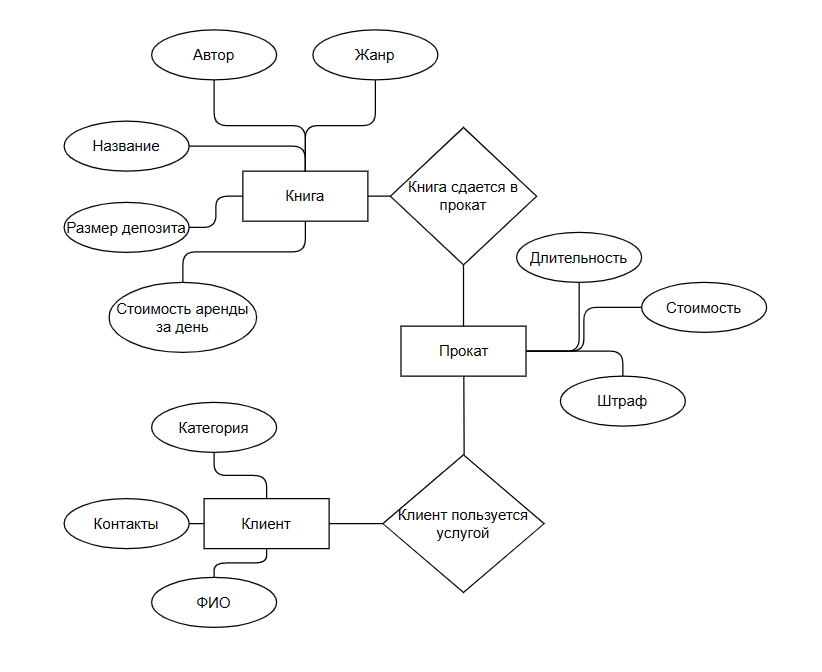 Автор
Жанр
Название
Книга
Книга сдается в
прокат
Размер депозита
Длительность
Стоимость аренды
за день
Стоимость
Прокат
Штраф
Категория
Контакты
Клиент
Клиент пользуется
услугой
ФИО